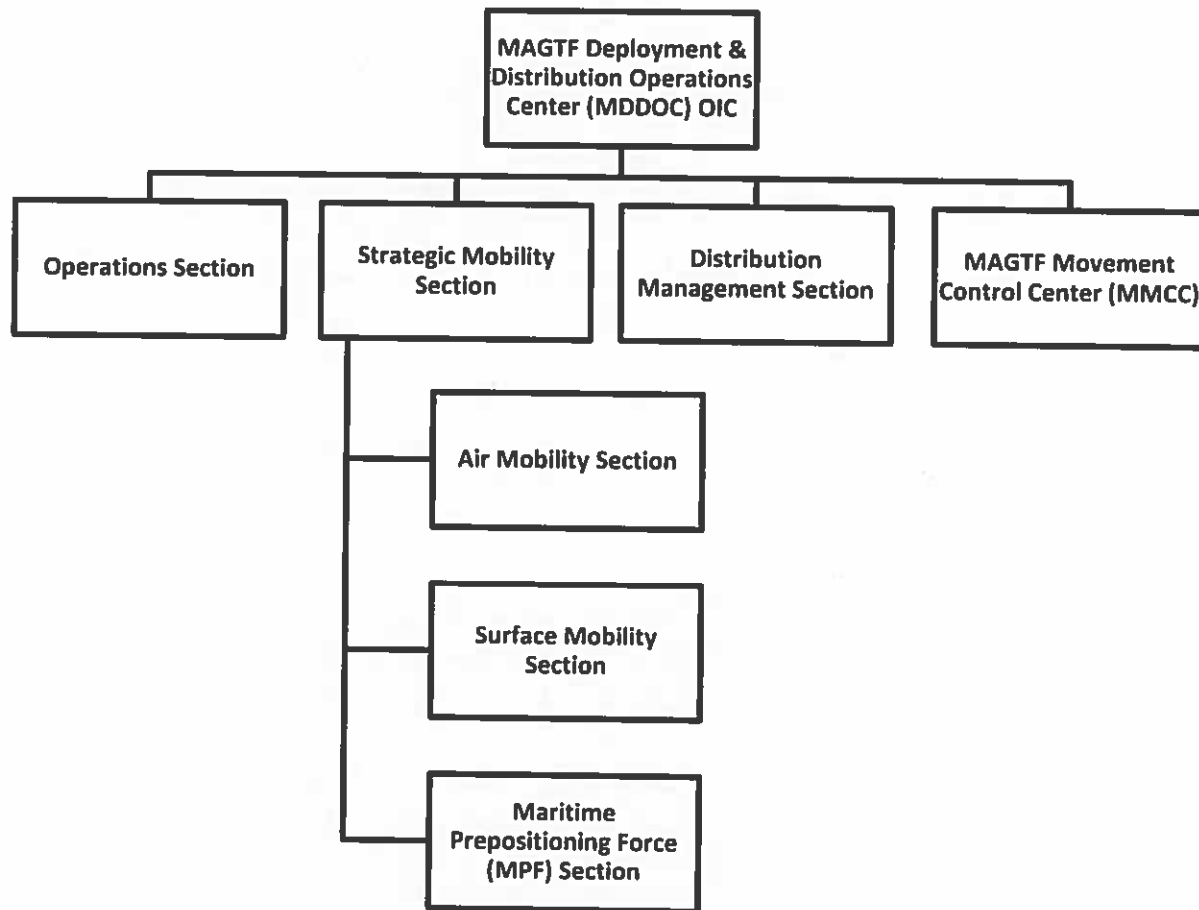 MAGTF Deployment &
Distribution Operations
Center (MDDOC) OIC
Operations Section
Strategic Mobility
Section
Distribution
Management Section
MAGTF Movement
Control Center (MMCC)
Air Mobility Section
Surface Mobility
Section
Maritime
Prepositioning Force
(MPF) Section